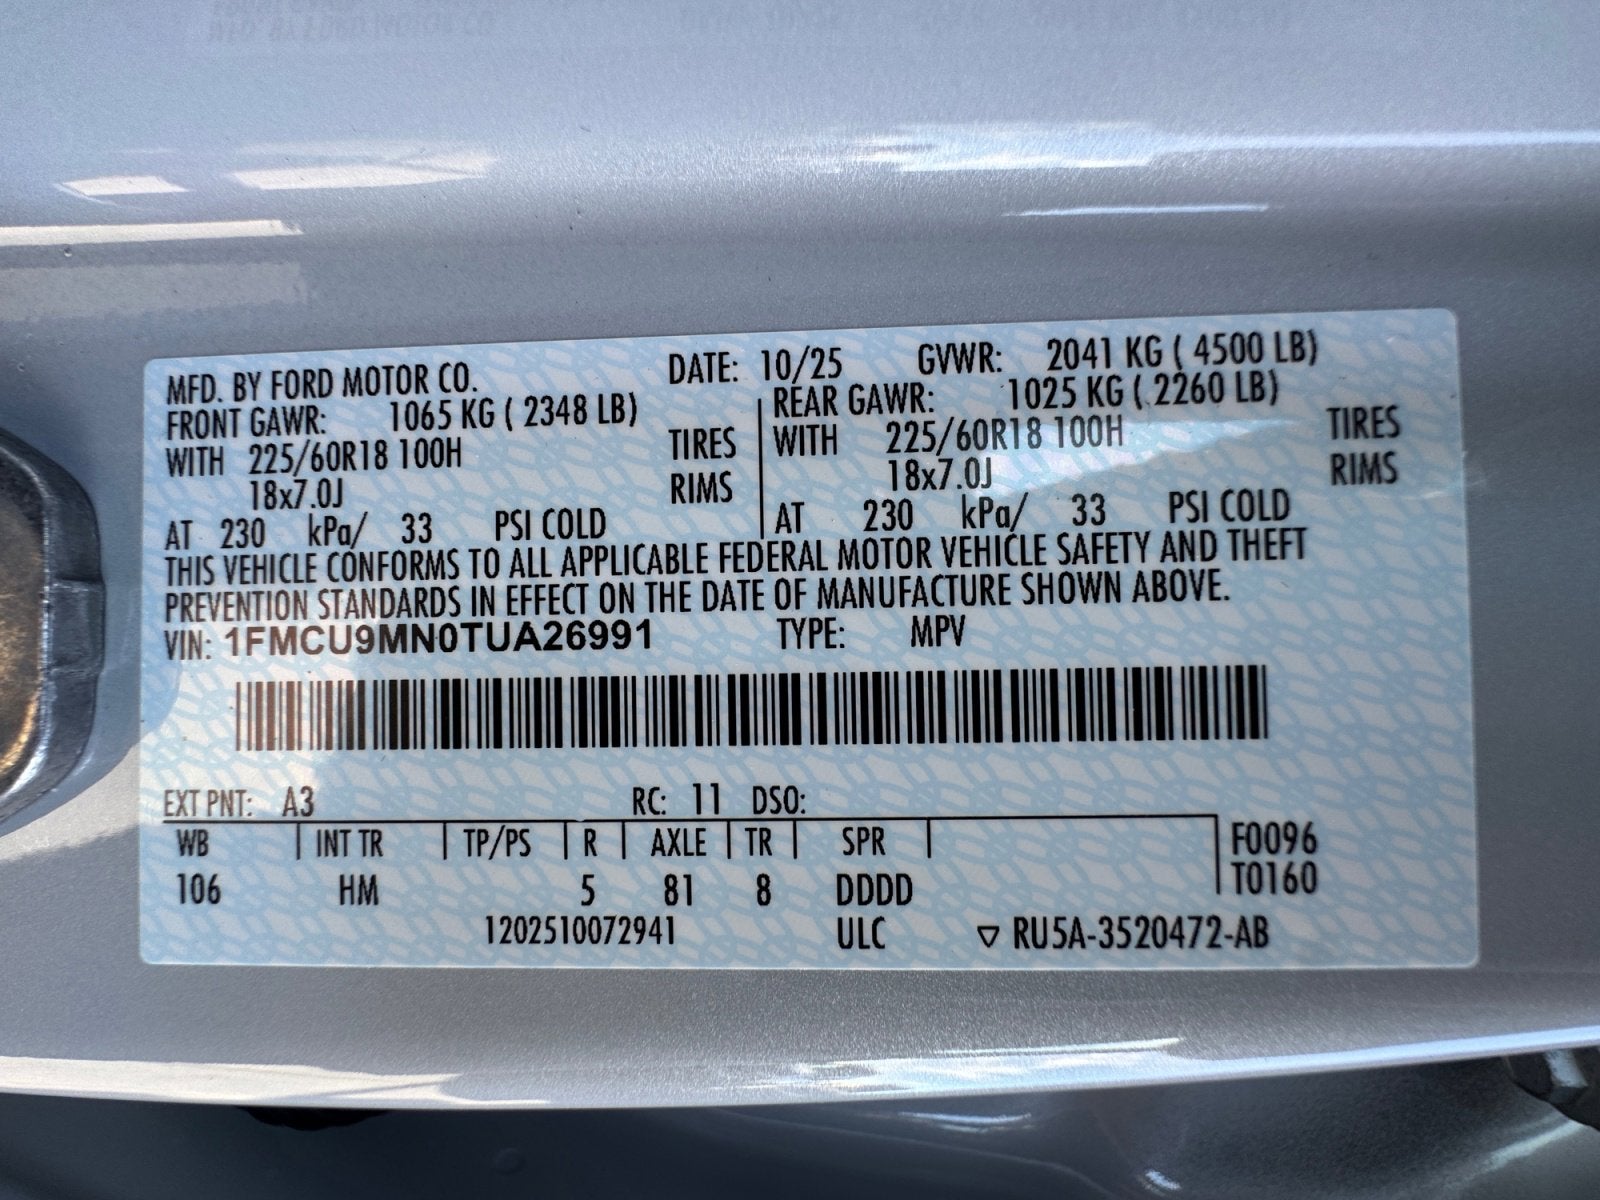 MFD. BY FORD MOTOR CO. DATE: 10/25 GVWR: 2041 KG ( 4500 LB)
FRONT GAWR: 1065 KG ( 2348 LB) REAR GAWR: 1025 KG ( 2260 LB)
WITH 225/60R18 100H TIRES WITH 225/60R18 100H TIRES
18x7.0J RIMS 18x7.0J RIMS
AT 230 kPa/ 33 PSI COLD AT 230 kPa/ 33 PSI COLD
THIS VEHICLE CONFORMS TO ALL APPLICABLE FEDERAL MOTOR VEHICLE SAFETY AND THEFT
PREVENTION STANDARDS IN EFFECT ON THE DATE OF MANUFACTURE SHOWN ABOVE.
VIN: 1FMCU9MN0TUA26991 TYPE: MPV
EXT PNT: A3 RC: 11 DSO:
WB INT TR TP/PS R AXLE TR SPR F0096
106 HM 5 81 8 DDDD T0160
1202510072941 ULC ▽ RU5A-3520472-AB